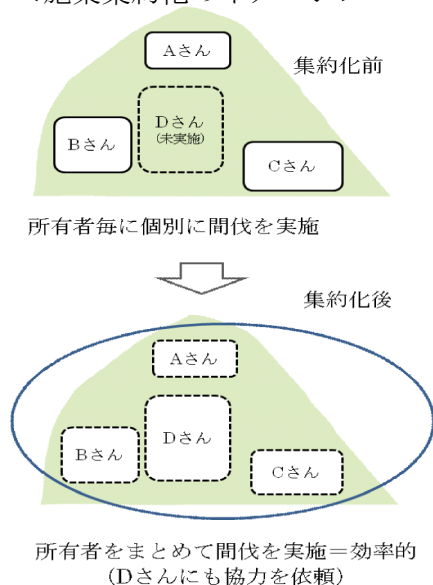 集約化前
Aさん
Dさん
(未実施)
Bさん
Cさん
所有者毎に個別に間伐を実施
集約化後
Aさん
Dさん
Bさん
Cさん
所有者をまとめて間伐を実施=効率的
(Dさんにも協力を依頼)